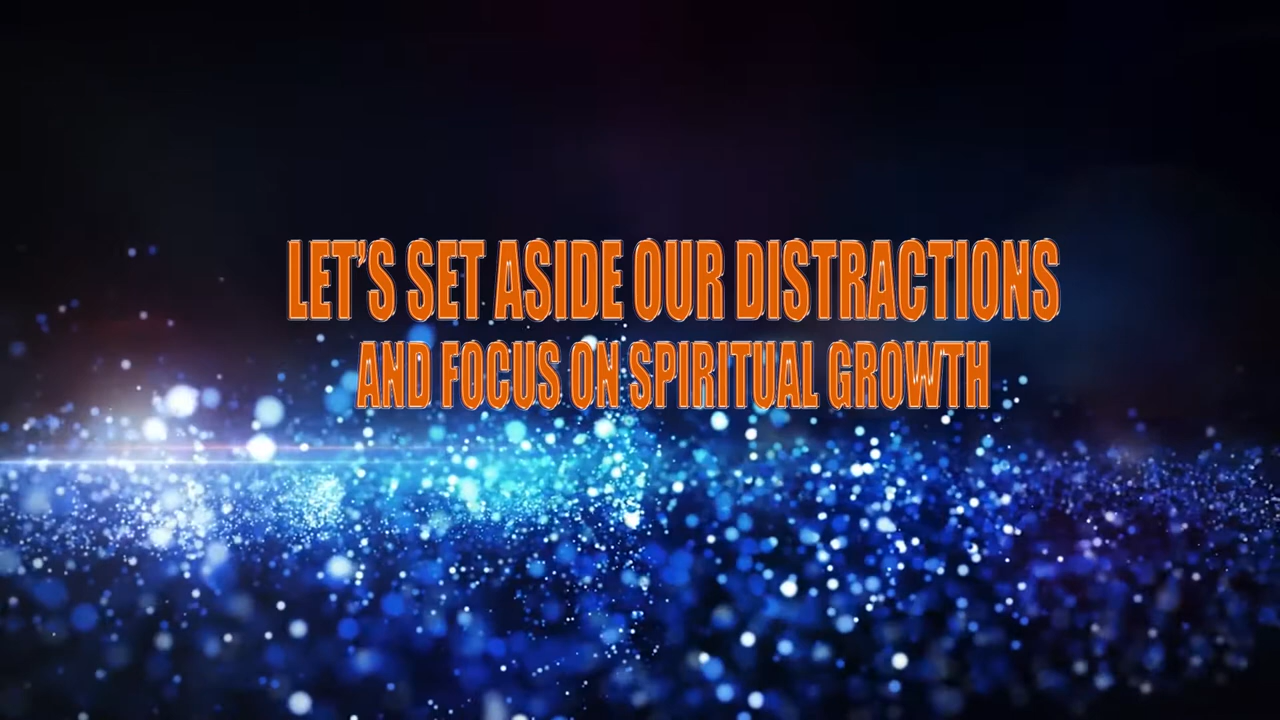 LET'S SET ASIDE OUR DISTRACTIONS
AND FOCUS ON SPIRITUAL GROWTH